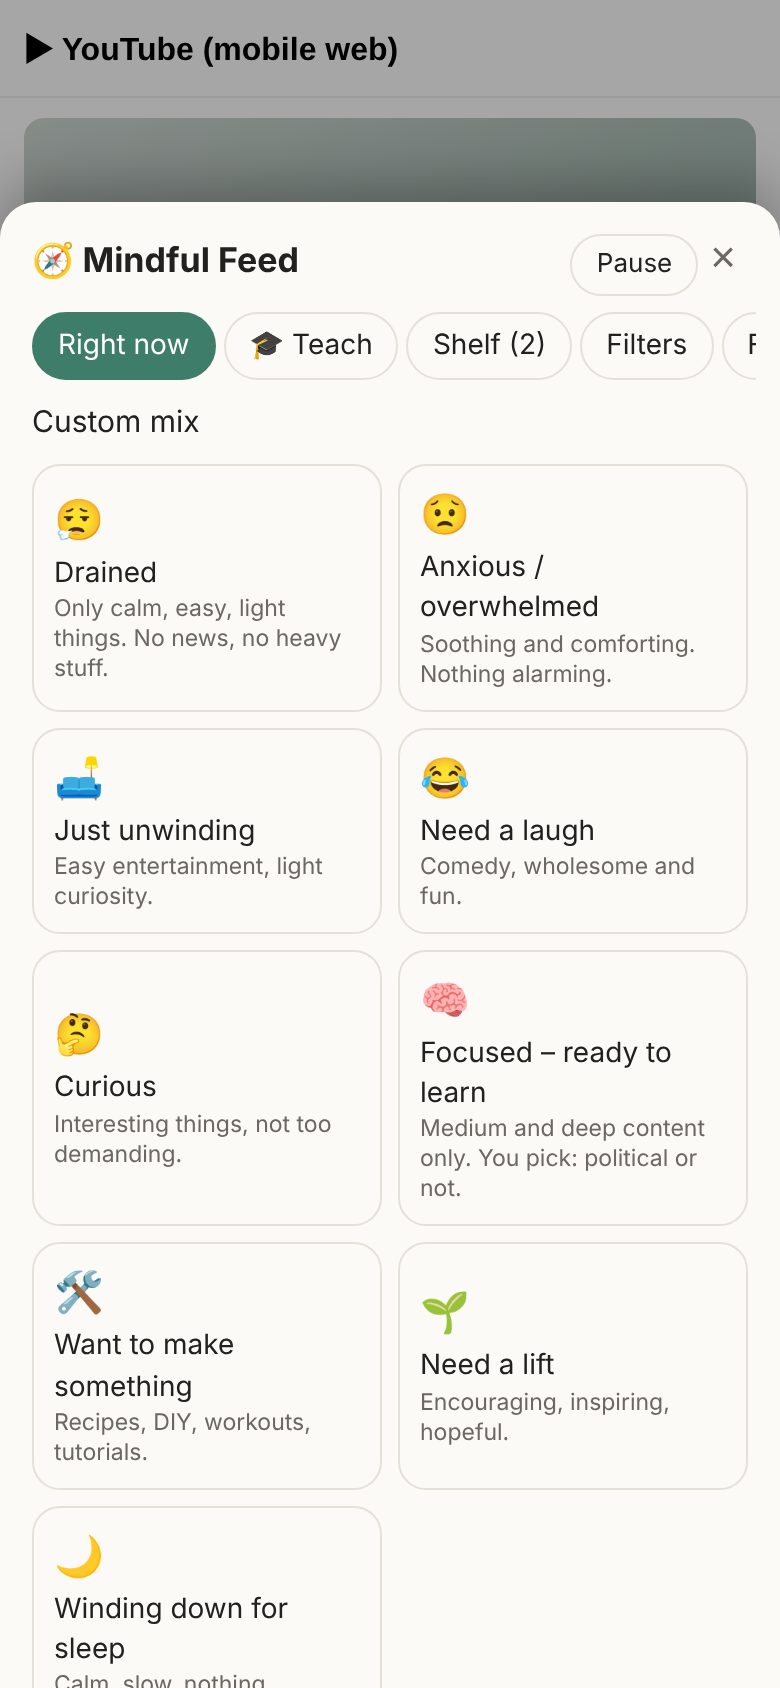 ▶ YouTube (mobile web)
🧭 Mindful Feed
Pause
✕
Right now
🎓 Teach
Shelf (2)
Filters
Custom mix
😮‍💨
Drained
Only calm, easy, light
things. No news, no heavy
stuff.
😟
Anxious /
overwhelmed
Soothing and comforting.
Nothing alarming.
🛋️
Just unwinding
Easy entertainment, light
curiosity.
😂
Need a laugh
Comedy, wholesome and
fun.
🤔
Curious
Interesting things, not too
demanding.
🧠
Focused – ready to
learn
Medium and deep content
only. You pick: political or
not.
🛠️
Want to make
something
Recipes, DIY, workouts,
tutorials.
🌱
Need a lift
Encouraging, inspiring,
hopeful.
🌙
Winding down for
sleep
Calm, slow, nothing